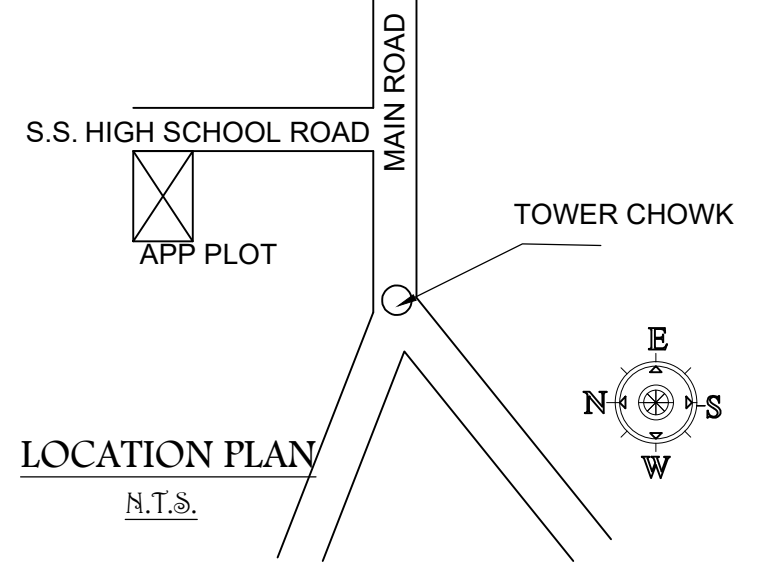 MAIN ROAD
S.S. HIGH SCHOOL ROAD
TOWER CHOWK
APP PLOT
E
N
S
W
LOCATION PLAN
N.T.S.